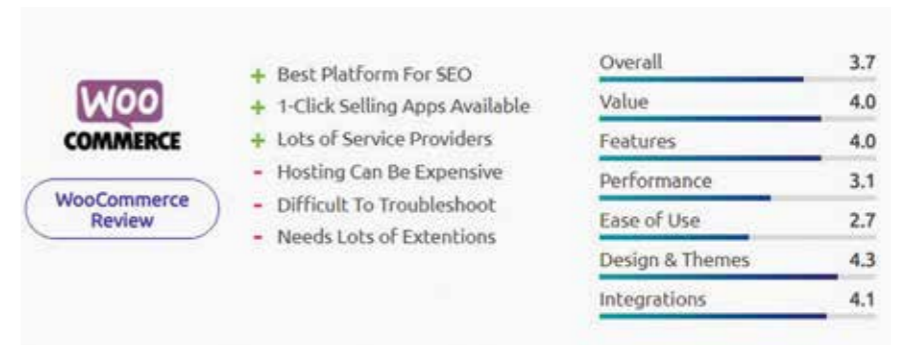 WOO
COMMERCE
WooCommerce
Review
+ Best Platform For SEO
+ 1-Click Selling Apps Available
+ Lots of Service Providers
- Hosting Can Be Expensive
- Difficult To Troubleshoot
- Needs Lots of Extentions
Overall 3.7
Value 4.0
Features 4.0
Performance 3.1
Ease of Use 2.7
Design & Themes 4.3
Integrations 4.1